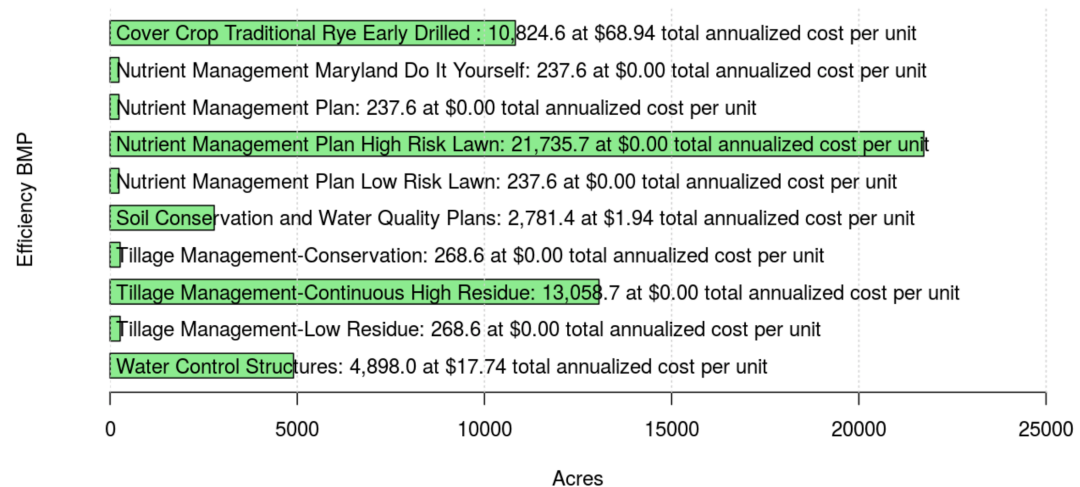 Cover Crop Traditional Rye Early Drilled : 10,824.6 at $68.94 total annualized cost per unit
Nutrient Management Maryland Do It Yourself: 237.6 at $0.00 total annualized cost per unit
Nutrient Management Plan: 237.6 at $0.00 total annualized cost per unit
Nutrient Management Plan High Risk Lawn: 21,735.7 at $0.00 total annualized cost per unit
Nutrient Management Plan Low Risk Lawn: 237.6 at $0.00 total annualized cost per unit
Soil Conservation and Water Quality Plans: 2,781.4 at $1.94 total annualized cost per unit
Tillage Management-Conservation: 268.6 at $0.00 total annualized cost per unit
Tillage Management-Continuous High Residue: 13,058.7 at $0.00 total annualized cost per unit
Tillage Management-Low Residue: 268.6 at $0.00 total annualized cost per unit
Water Control Structures: 4,898.0 at $17.74 total annualized cost per unit
Efficiency BMP
0 5000 10000 15000 20000 25000
Acres